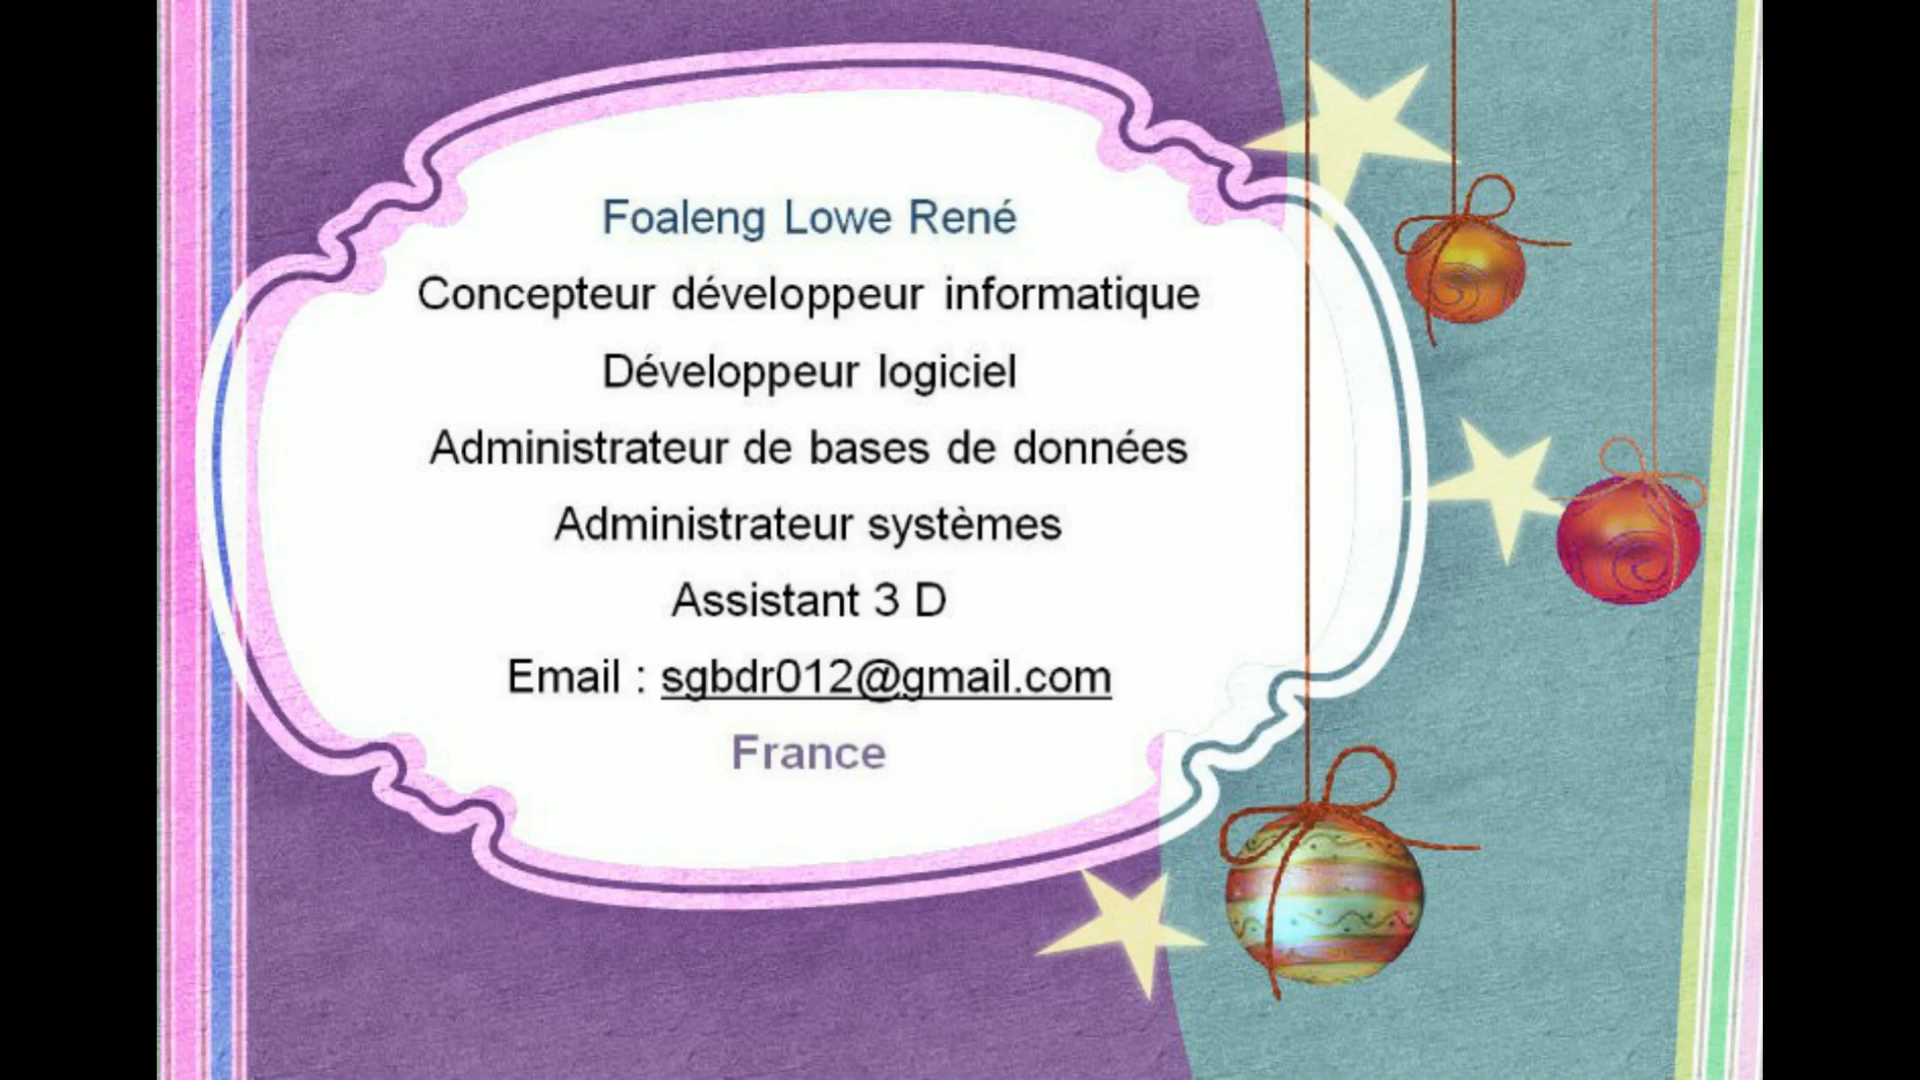 Foaleng Lowe René
Concepteur développeur informatique
Développeur logiciel
Administrateur de bases de données
Administrateur systèmes
Assistant 3 D
Email : sgbdr012@gmail.com
France